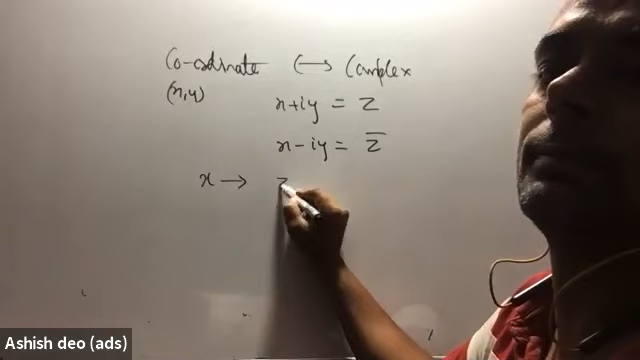 Co-ordinate ⟷ Complex
(x,y) x+iy = z
x-iy = z̅
x → z
Ashish deo (ads)